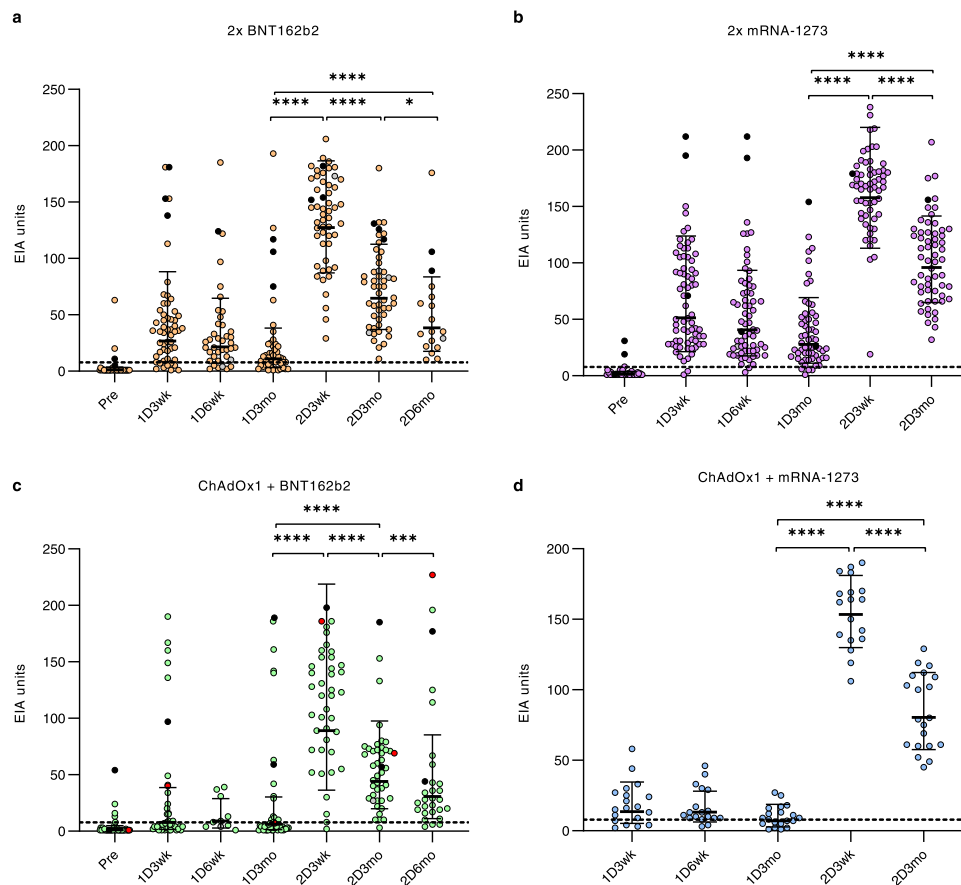 a
2x BNT162b2
****
**** **** *
EIA units
250
200
150
100
50
0
Pre 1D3wk 1D6wk 1D3mo 2D3wk 2D3mo 2D6mo
b
2x mRNA-1273
****
**** ****
EIA units
250
200
150
100
50
0
Pre 1D3wk 1D6wk 1D3mo 2D3wk 2D3mo
c
ChAdOx1 + BNT162b2
****
**** **** ***
EIA units
250
200
150
100
50
0
Pre 1D3wk 1D6wk 1D3mo 2D3wk 2D3mo 2D6mo
d
ChAdOx1 + mRNA-1273
****
**** ****
EIA units
200
150
100
50
0
1D3wk 1D6wk 1D3mo 2D3wk 2D3mo